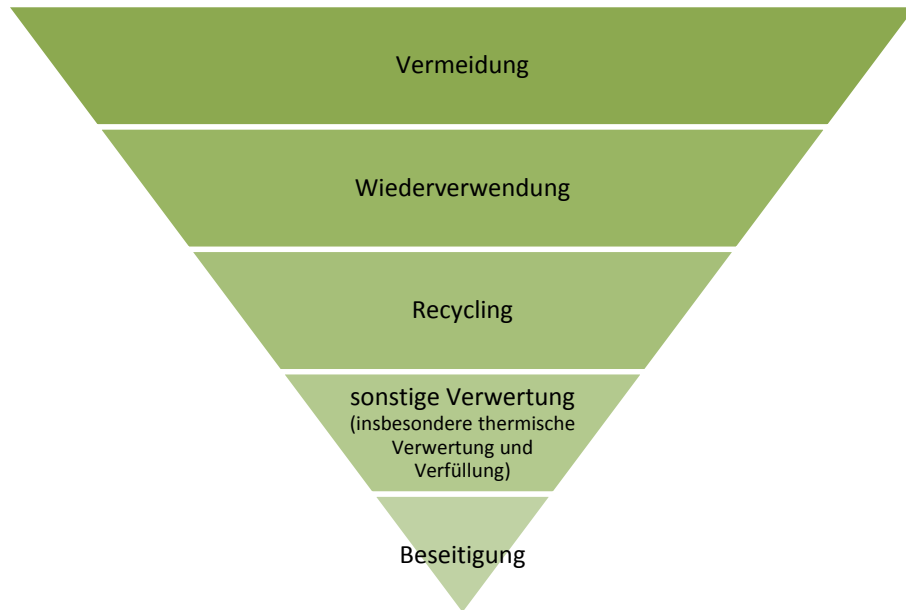 Vermeidung
Wiederverwendung
Recycling
sonstige Verwertung
(insbesondere thermische
Verwertung und
Verfüllung)
Beseitigung